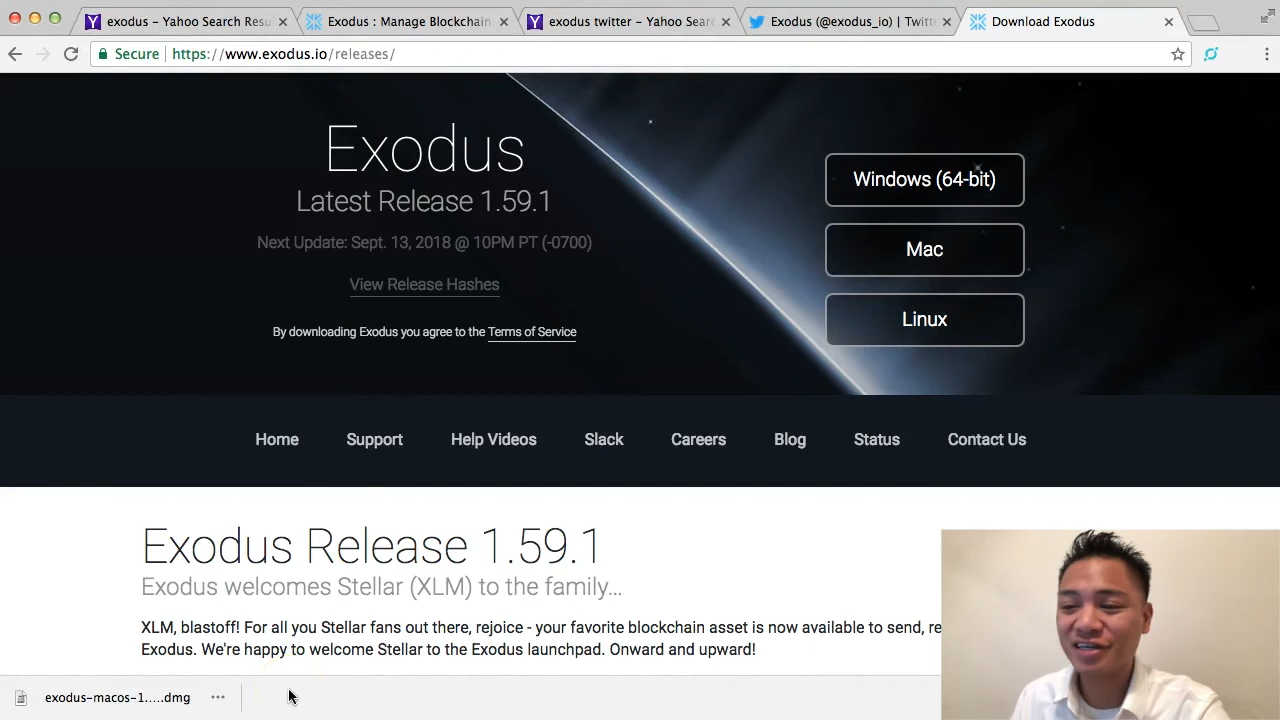 exodus – Yahoo Search Resu
Exodus : Manage Blockchain
exodus twitter – Yahoo Searc
Exodus (@exodus_io) | Twitte
Download Exodus
Secure https://www.exodus.io/releases/
Exodus
Latest Release 1.59.1
Next Update: Sept. 13, 2018 @ 10PM PT (-0700)
View Release Hashes
By downloading Exodus you agree to the Terms of Service
Windows (64-bit)
Mac
Linux
Home Support Help Videos Slack Careers Blog Status Contact Us
Exodus Release 1.59.1
Exodus welcomes Stellar (XLM) to the family...
XLM, blastoff! For all you Stellar fans out there, rejoice - your favorite blockchain asset is now available to send, re
Exodus. We're happy to welcome Stellar to the Exodus launchpad. Onward and upward!
exodus-macos-1.....dmg